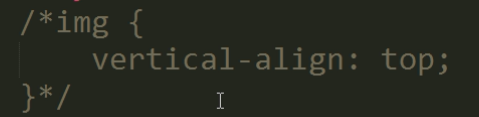 /*img {
    vertical-align: top;
}*/